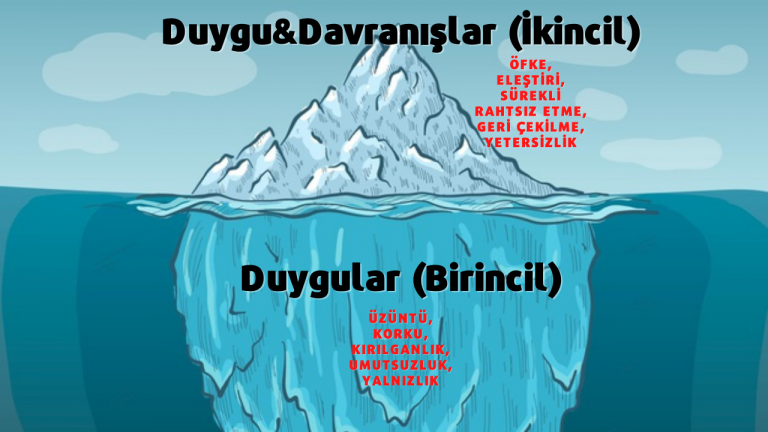 Duygu&Davranışlar (İkincil)
ÖFKE,
ELEŞTİRİ,
SÜREKLİ
RAHTSIZ ETME,
GERİ ÇEKİLME,
YETERSİZLİK
Duygular (Birincil)
ÜZÜNTÜ,
KORKU,
KIRILGANLIK,
UMUTSUZLUK,
YALNIZLIK